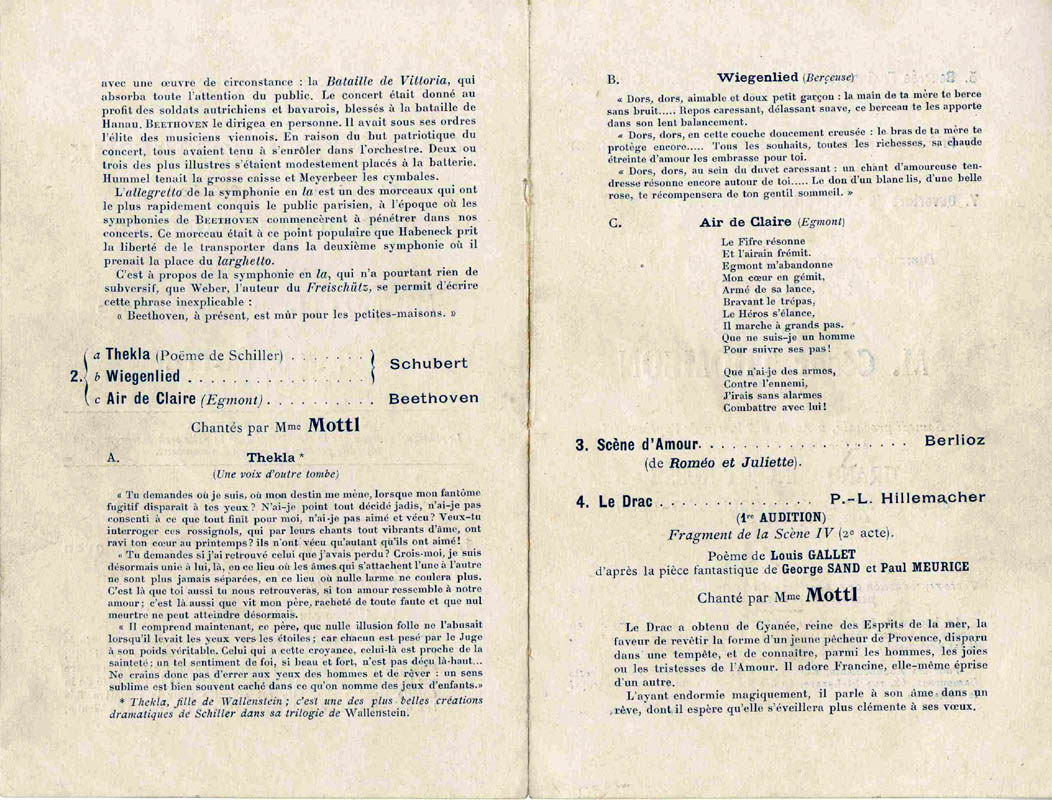 avec une œuvre de circonstance : la Bataille de Vittoria, qui
absorba toute l'attention du public. Le concert était donné au
profit des soldats autrichiens et bavarois, blessés à la bataille de
Hanau. BEETHOVEN le dirigea en personne. Il avait sous ses ordres
l'élite des musiciens viennois. En raison du but patriotique du
concert, tous avaient tenu à s'enrôler dans l'orchestre. Deux ou
trois des plus illustres s'étaient modestement placés à la batterie.
Hummel tenait la grosse caisse et Meyerbeer les cymbales.
L'allegretto de la symphonie en la est un des morceaux qui ont
le plus rapidement conquis le public parisien, à l'époque où les
symphonies de BEETHOVEN commencèrent à pénétrer dans nos
concerts. Ce morceau était à ce point populaire que Habeneck prit
la liberté de le transporter dans la deuxième symphonie où il
prenait la place du larghetto.
C'est à propos de la symphonie en la, qui n'a pourtant rien de
subversif, que Weber, l'auteur du Freischütz, se permit d'écrire
cette phrase inexplicable :
« Beethoven, à présent, est mûr pour les petites-maisons. »
2. a Thekla (Poëme de Schiller) . . . . . . . Schubert
b Wiegenlied . . . . . . . . . . . . . . . .
c Air de Claire (Egmont) . . . . . . . . . . Beethoven
Chantés par Mme Mottl
A. Thekla *
(Une voix d'outre tombe)
« Tu demandes où je suis, où mon destin me mène, lorsque mon fantôme
fugitif disparaît à tes yeux ? N'ai-je point tout décidé jadis, n'ai-je pas
consenti à ce que tout finit pour moi, n'ai-je pas aimé et vécu ? Veux-tu
interroger ces rossignols, qui par leurs chants tout vibrants d'âme, ont
ravi ton cœur au printemps ? ils n'ont vécu qu'autant qu'ils ont aimé !
« Tu demandes si j'ai retrouvé celui que j'avais perdu ? Crois-moi, je suis
désormais unie à lui, là, en ce lieu où les âmes qui s'attachent l'une à l'autre
ne sont plus jamais séparées, en ce lieu où nulle larme ne coulera plus.
C'est là que toi aussi tu nous retrouveras, si ton amour ressemble à notre
amour ; c'est là aussi que vit mon père, racheté de toute faute et que nul
meurtre ne peut atteindre désormais.
« Il comprend maintenant, ce père, que nulle illusion folle ne l'abusait
lorsqu'il levait les yeux vers les étoiles ; car chacun est pesé par le Juge
à son poids véritable. Celui qui a cette croyance, celui-là est proche de la
sainteté ; un tel sentiment de foi, si beau et fort, n'est pas déçu là-haut...
Ne crains donc pas d'errer aux yeux des hommes et de rêver : un sens
sublime est bien souvent caché dans ce qu'on nomme des jeux d'enfants.»
* Thekla, fille de Wallenstein ; c'est une des plus belles créations
dramatiques de Schiller dans sa trilogie de Wallenstein.
B. Wiegenlied (Berçeuse)
« Dors, dors, aimable et doux petit garçon : la main de ta mère te berce
sans bruit..... Repos caressant, délassant suave, ce berceau te les apporte
dans son lent balancement.
« Dors, dors, en cette couche doucement creusée : le bras de ta mère te
protège encore..... Tous les souhaits, toutes les richesses, sa chaude
étreinte d'amour les embrasse pour toi.
« Dors, dors, au sein du duvet caressant : un chant d'amoureuse ten-
dresse résonne encore autour de toi..... Le don d'un blanc lis, d'une belle
rose, te récompensera de ton gentil sommeil. »
C. Air de Claire (Egmont)
Le Fifre résonne
Et l'airain frémit.
Egmont m'abandonne
Mon cœur en gémit,
Armé de sa lance,
Bravant le trépas,
Le Héros s'élance,
Il marche à grands pas.
Que ne suis-je un homme
Pour suivre ses pas !
Que n'ai-je des armes,
Contre l'ennemi,
J'irais sans alarmes
Combattre avec lui !
3. Scène d'Amour. . . . . . . . . . . . . . . . . . Berlioz
(de Roméo et Juliette).
4. Le Drac . . . . . . . . . . . . . . P.-L. Hillemacher
(1re AUDITION)
Fragment de la Scène IV (2e acte).
Poème de Louis GALLET
d'après la pièce fantastique de George SAND et Paul MEURICE
Chanté par Mme Mottl
Le Drac a obtenu de Cyanée, reine des Esprits de la mer, la
faveur de revêtir la forme d'un jeune pêcheur de Provence, disparu
dans une tempête, et de connaître, parmi les hommes, les joies
ou les tristesses de l'Amour. Il adore Francine, elle-même éprise
d'un autre.
L'ayant endormie magiquement, il parle à son âme dans un
rêve, dont il espère qu'elle s'éveillera plus clémente à ses vœux.